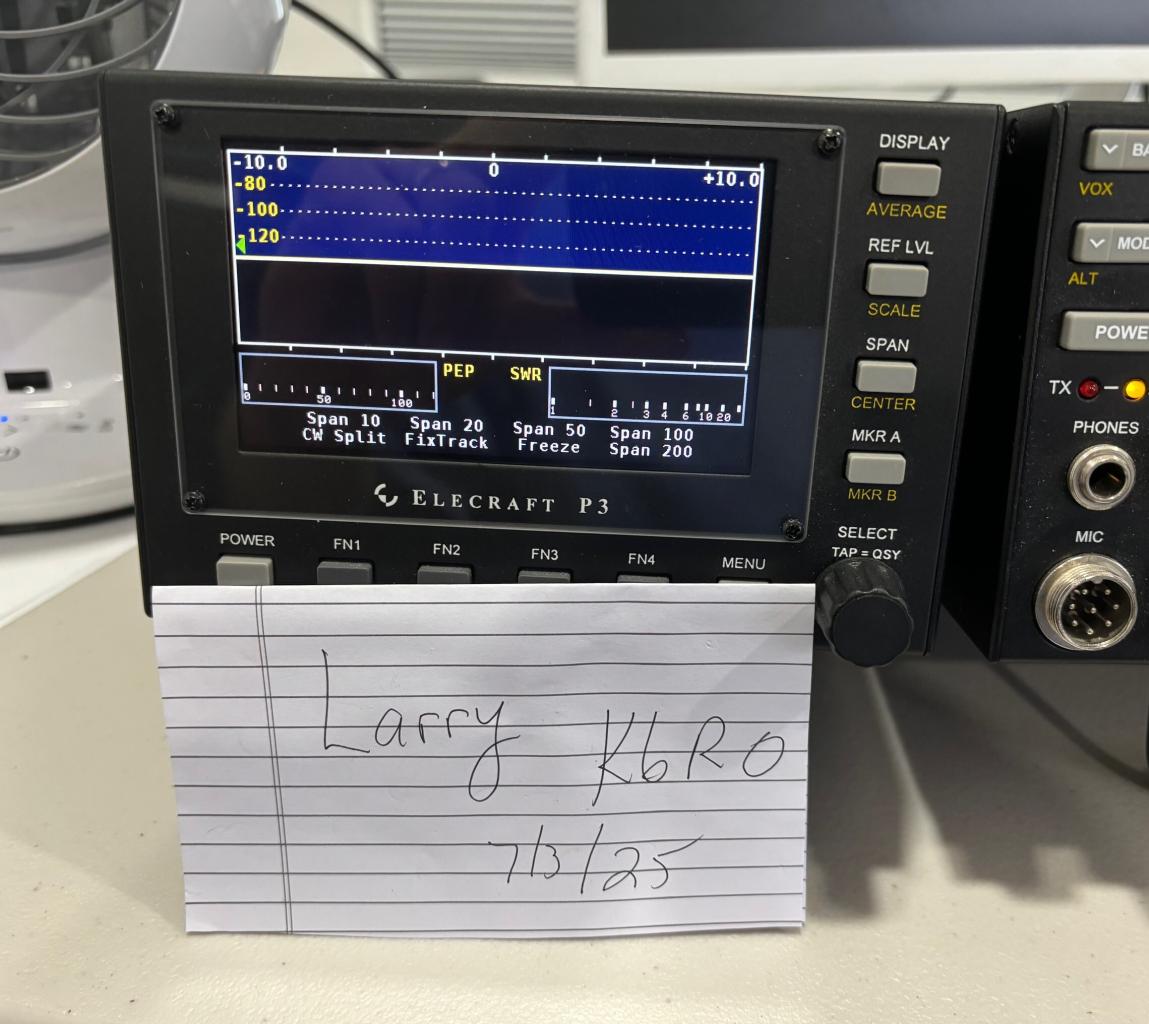 -10.0 0 +10.0
-80
-100
-120
PEP SWR
0 50 100
1 2 3 4 6 10 20
Span 10 Span 20 Span 50 Span 100
CW Split FixTrack Freeze Span 200
ELECRAFT P3
POWER FN1 FN2 FN3 FN4 MENU
DISPLAY
AVERAGE
REF LVL
SCALE
SPAN
CENTER
MKR A
MKR B
SELECT
TAP = QSY
VOX
ALT
TX
PHONES
MIC
Larry K6RO
7/3/25